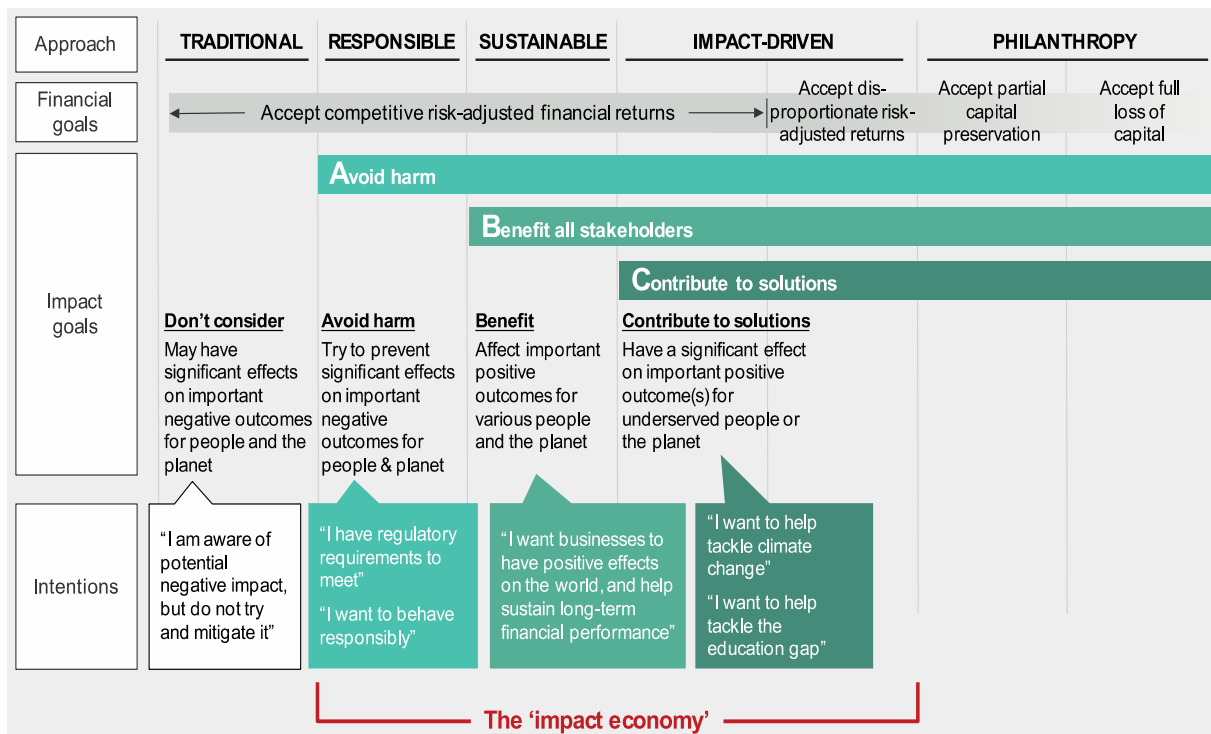 Approach
TRADITIONAL
RESPONSIBLE
SUSTAINABLE
IMPACT-DRIVEN
PHILANTHROPY
Financial
goals
Accept competitive risk-adjusted financial returns
Accept dis-
proportionate risk-
adjusted returns
Accept partial
capital
preservation
Accept full
loss of
capital
Impact
goals
Avoid harm
Benefit all stakeholders
Contribute to solutions
Don't consider
May have
significant effects
on important
negative outcomes
for people and the
planet
Avoid harm
Try to prevent
significant effects
on important
negative
outcomes for
people & planet
Benefit
Affect important
positive
outcomes for
various people
and the planet
Contribute to solutions
Have a significant effect
on important positive
outcome(s) for
underserved people or
the planet
Intentions
“I am aware of
potential
negative impact,
but do not try
and mitigate it”
“I have regulatory
requirements to
meet”
“I want to behave
responsibly”
“I want businesses to
have positive effects
on the world, and help
sustain long-term
financial performance”
“I want to help
tackle climate
change”
“I want to help
tackle the
education gap”
The ‘impact economy’